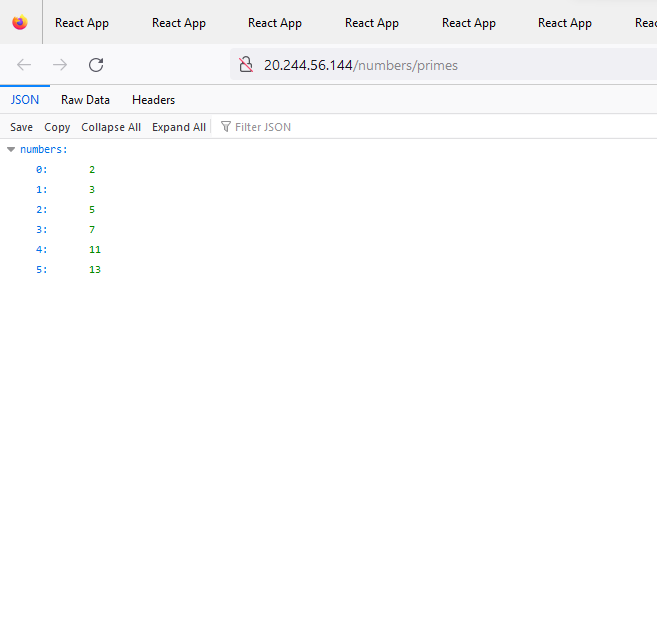 React App React App React App React App React App React App Reac
20.244.56.144/numbers/primes
JSON Raw Data Headers
Save Copy Collapse All Expand All Filter JSON
numbers:
0: 2
1: 3
2: 5
3: 7
4: 11
5: 13